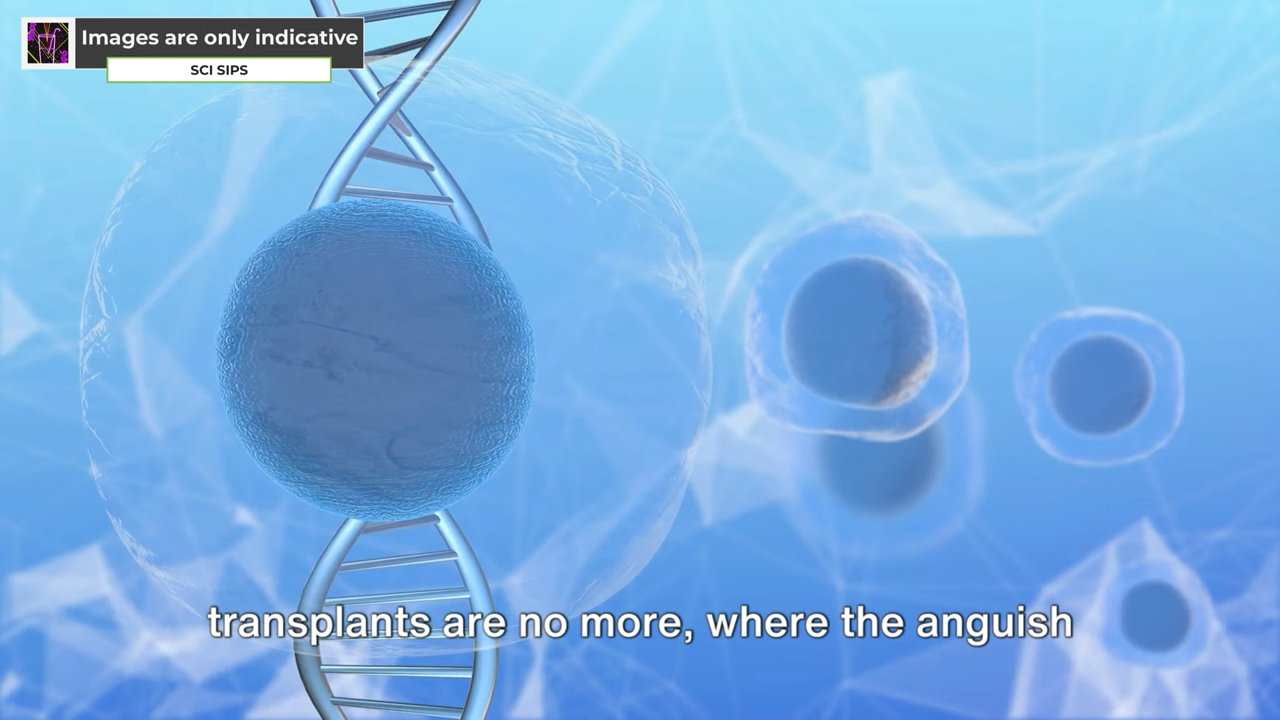 Images are only indicative
SCI SIPS
transplants are no more, where the anguish